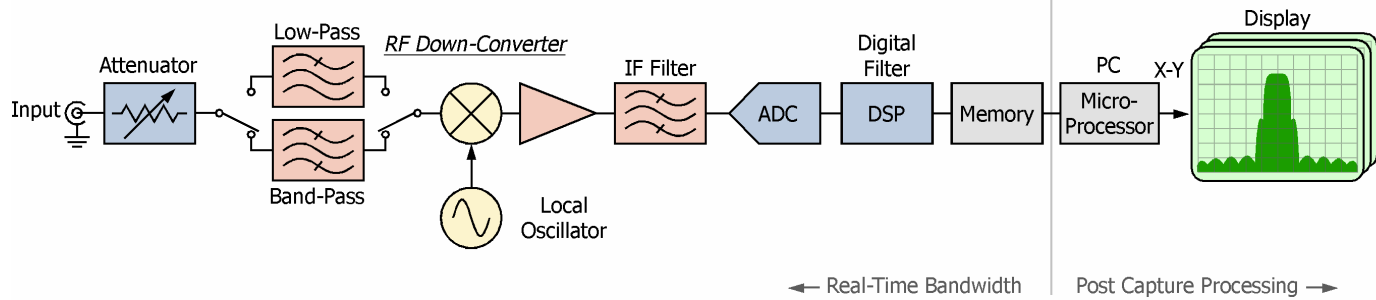 Display
Low-Pass
RF Down-Converter
Digital
Filter
Attenuator
IF Filter
PC
X-Y
Input
ADC
DSP
Memory
Micro-
Processor
Band-Pass
Local
Oscillator
Real-Time Bandwidth
Post Capture Processing